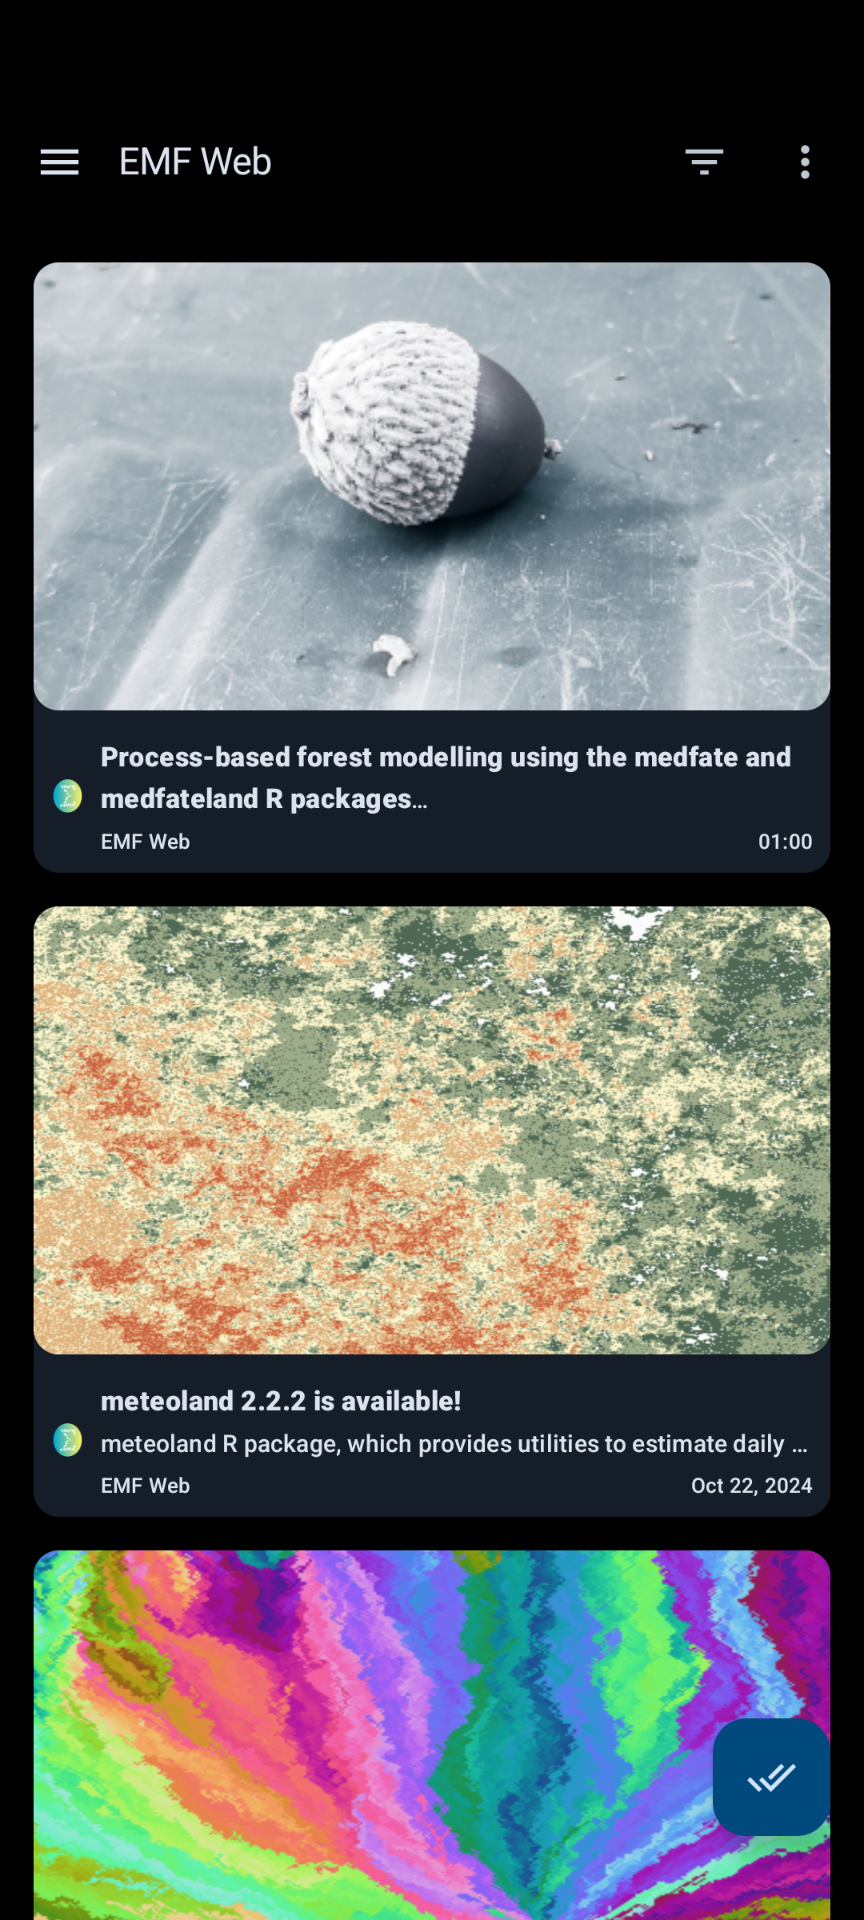 EMF Web
Process-based forest modelling using the medfate and
medfateland R packages…
EMF Web 01:00
meteoland 2.2.2 is available!
meteoland R package, which provides utilities to estimate daily …
EMF Web Oct 22, 2024